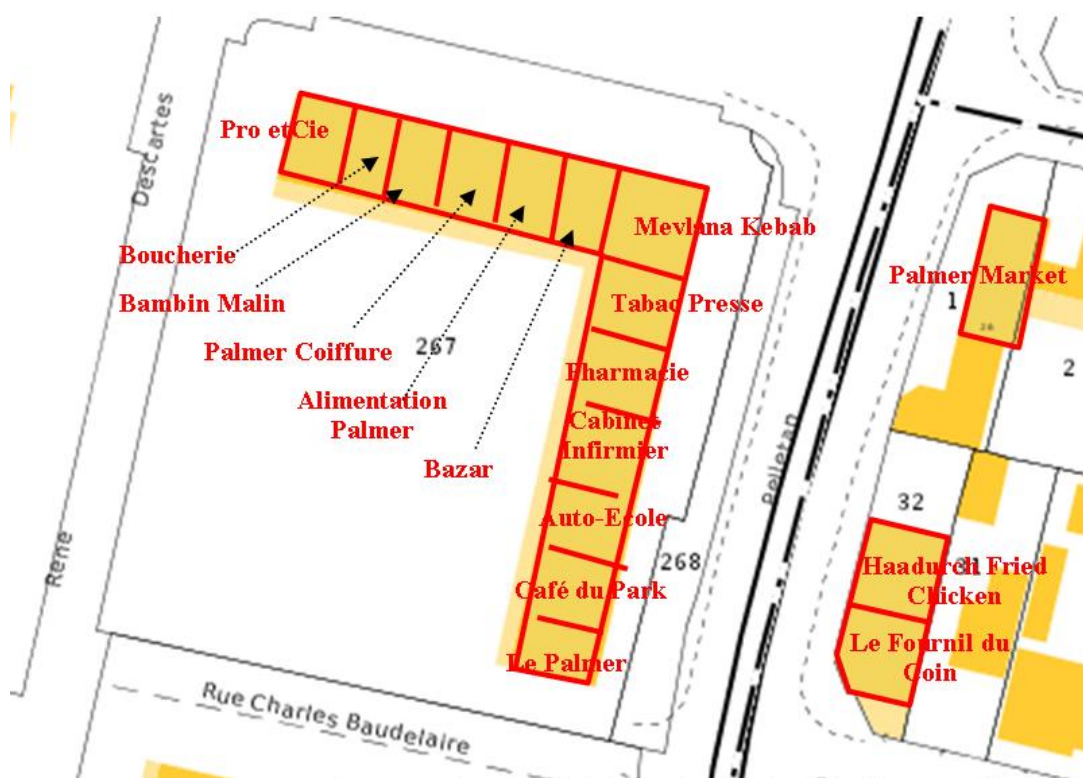 Pro etCie
Descartes
Boucherie
Bambin Malin
Palmer Coiffure
267
Alimentation
Palmer
Bazar
Mevlana Kebab
Tabac Presse
Pharmacie
Cabinet
Infirmier
Auto-Ecole
Café du Park
Le Palmer
268
Pelletan
Palmer Market
1
2
32
Haadurch Fried
Chicken
Le Fournil du
Coin
René
Rue Charles Baudelaire